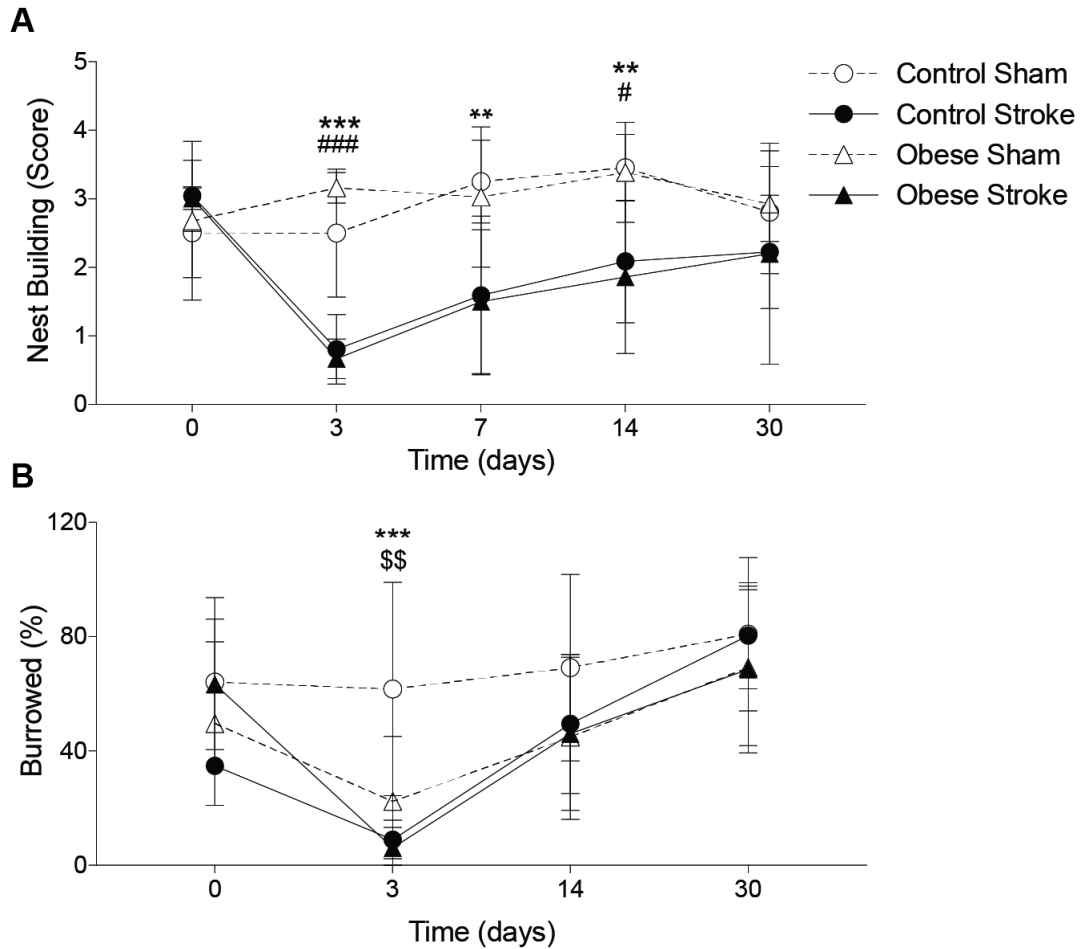 A
Nest Building (Score)
5
4
3
2
1
0
***
###
**
**
#
0 3 7 14 30
Time (days)
Control Sham
Control Stroke
Obese Sham
Obese Stroke
B
Burrowed (%)
120
80
40
0
***
$$
0 3 14 30
Time (days)